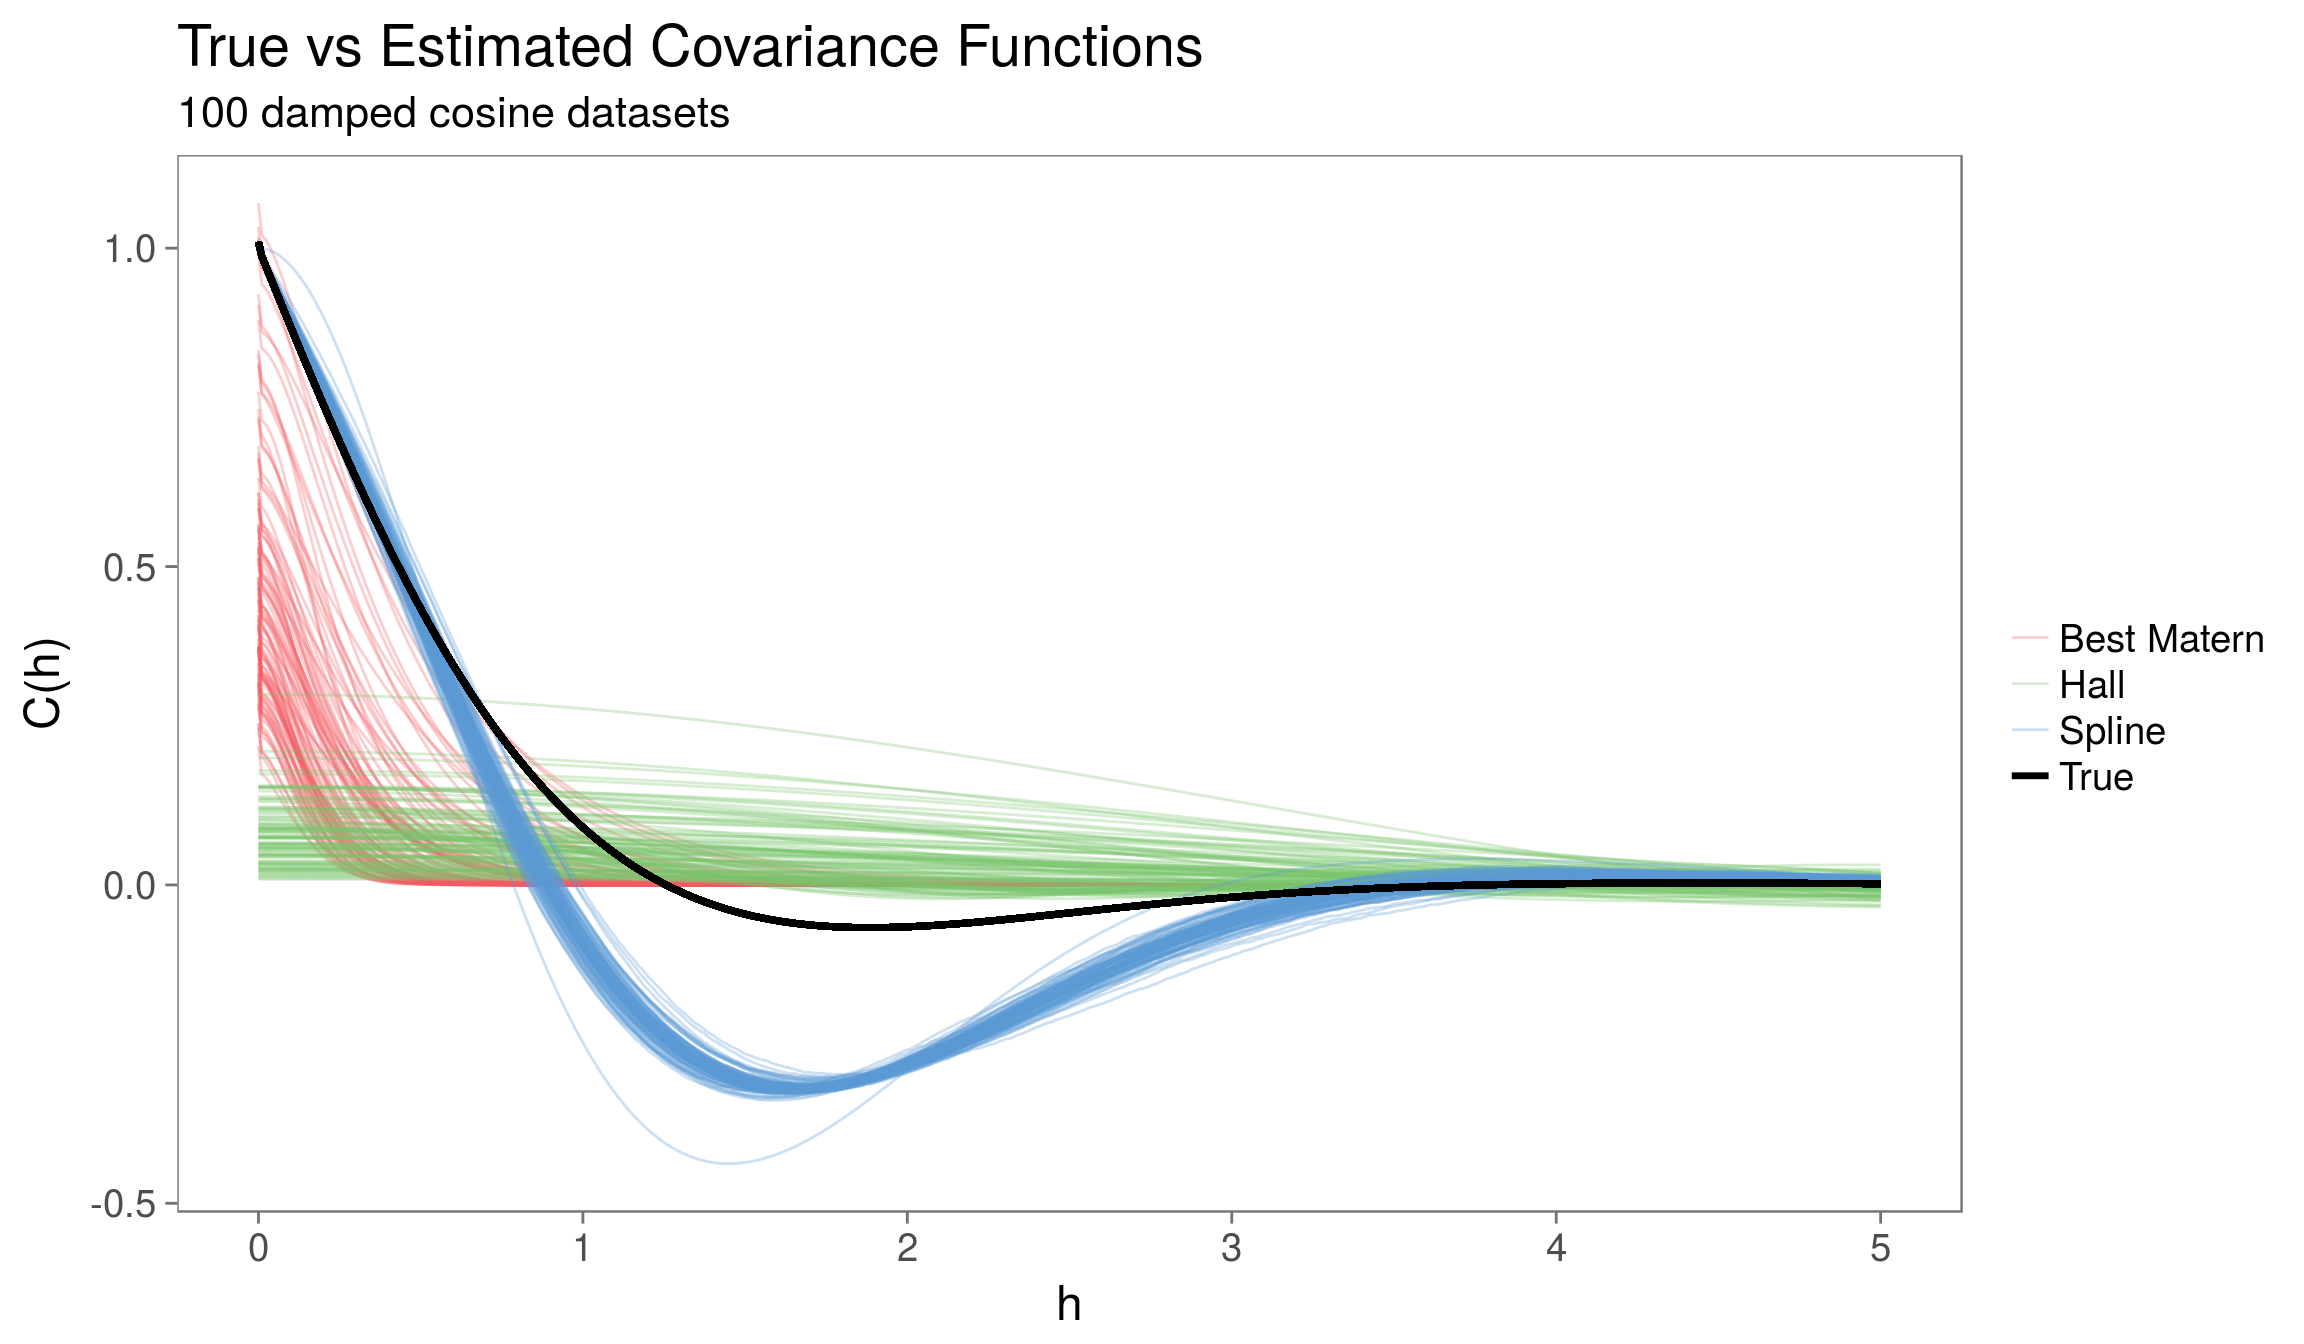 True vs Estimated Covariance Functions
100 damped cosine datasets
C(h)
1.0
0.5
0.0
-0.5
0
1
2
3
4
5
h
Best Matern
Hall
Spline
True